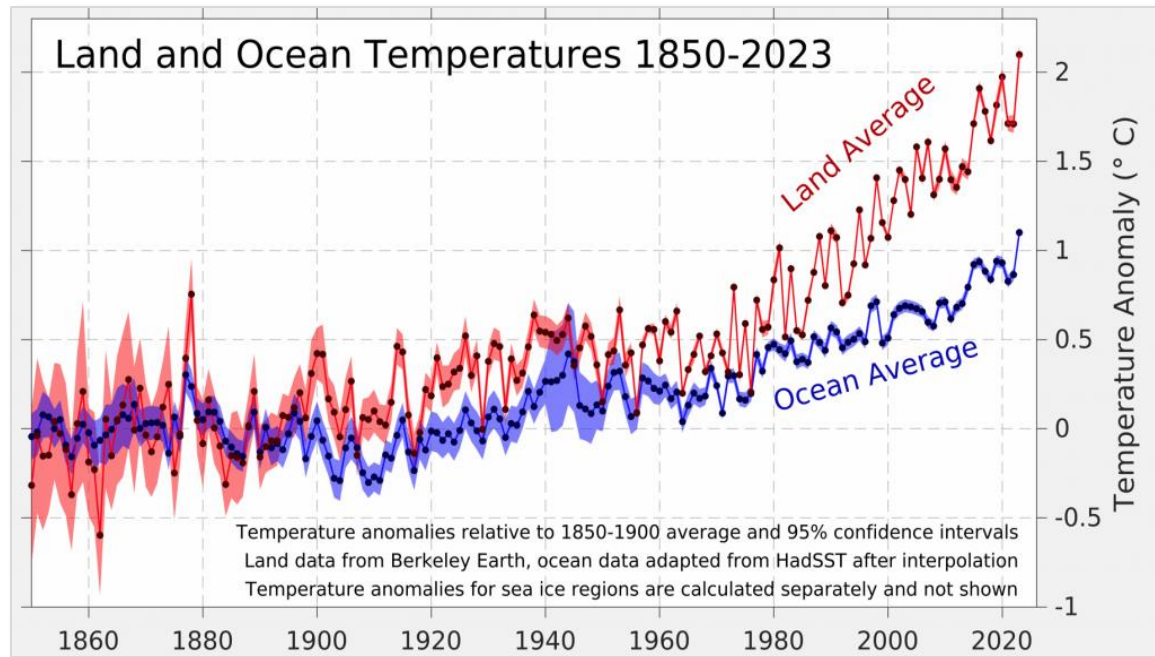 Land and Ocean Temperatures 1850-2023
Land Average
Ocean Average
Temperature anomalies relative to 1850-1900 average and 95% confidence intervals
Land data from Berkeley Earth, ocean data adapted from HadSST after interpolation
Temperature anomalies for sea ice regions are calculated separately and not shown
2
1.5
1
0.5
0
-0.5
-1
Temperature Anomaly (° C)
1860 1880 1900 1920 1940 1960 1980 2000 2020